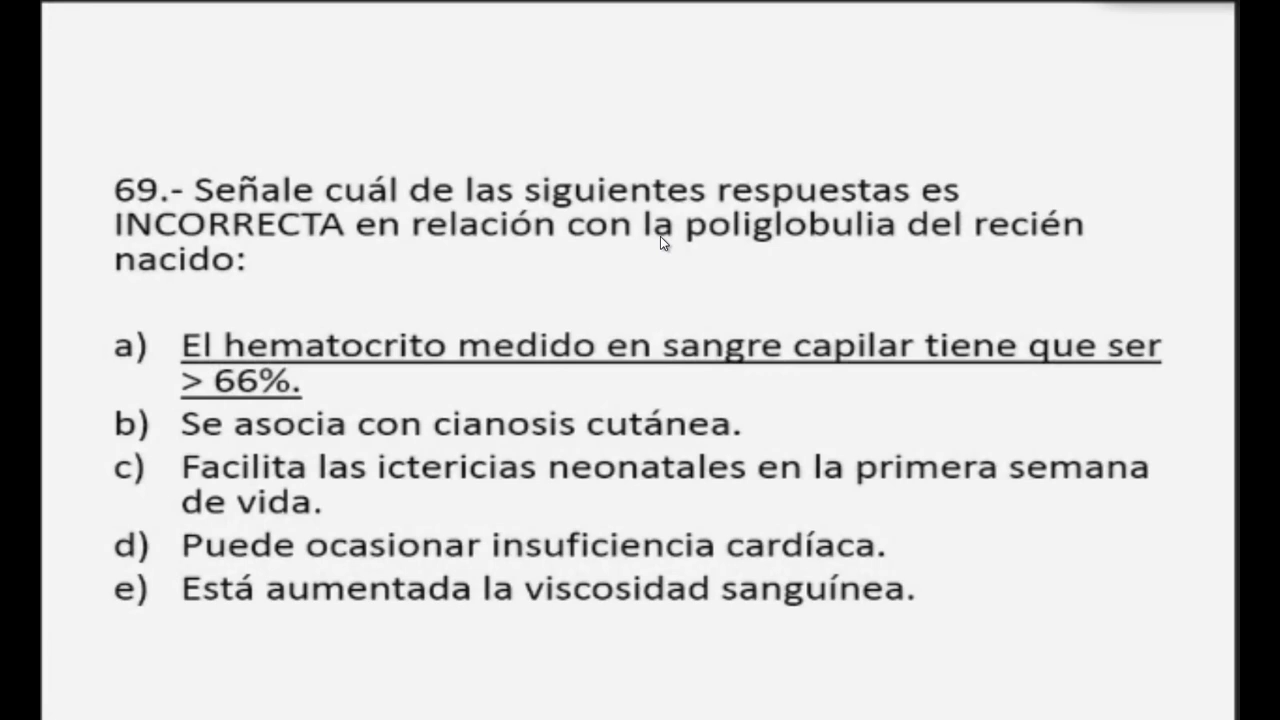 69.- Señale cuál de las siguientes respuestas es
INCORRECTA en relación con la poliglobulia del recién
nacido:
a) El hematocrito medido en sangre capilar tiene que ser
> 66%.
b) Se asocia con cianosis cutánea.
c) Facilita las ictericias neonatales en la primera semana
de vida.
d) Puede ocasionar insuficiencia cardíaca.
e) Está aumentada la viscosidad sanguínea.